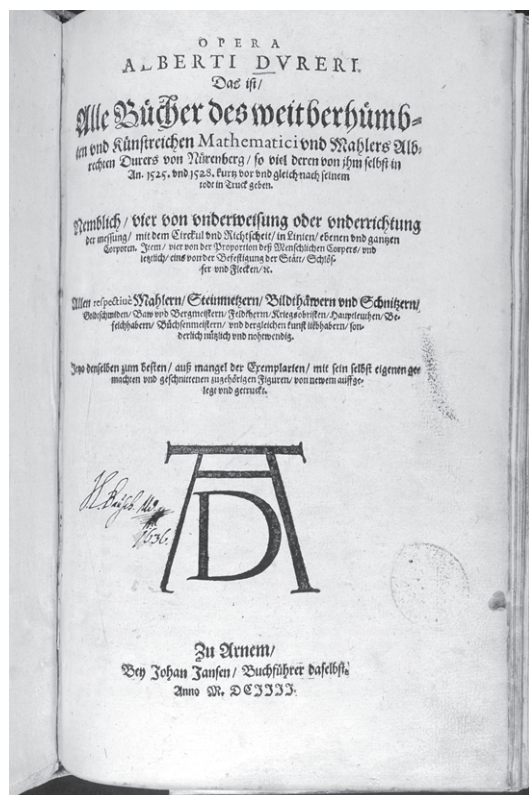 OPERA
ALBERTI DVRERI.
Das ist/
Alle Bücher des weitberhümb-
ten vnd Künstreichen Mathematici vnd Mahlers Alb-
rechten Durers von Nürenberg / so viel deren von ihm selbst in
An. 1525. vnd 1528. kurtz vor vnd gleich nach seinem
todt in Truck geben.
Nemblich / vier von vnderweisung oder vnderrichtung
der messung / mit dem Circkul vnd Richtscheit / in Linien / ebenen vnd gantzen
Corporen. Item / vier von der Proportion deß Menschlichen Corpers / vnd
letzlich / eins von der Befestigung der Stätt / Schlös-
ser vnd Flecken / ꝛc.
Allen respectiuè Mahlern / Steinmetzern / Bildthäwern vnd Schnitzern /
Goldschmiden / Baw vnd Bergmeistern / Feldtherrn / Kriegsobristen / Hauptleuthen / Be-
felchhabern / Büchsenmeistern / vnd dergleichen kunst liebhabern / son-
derlich nützlich vnd nohtwendig.
Jetzo denselben zum besten / auß mangel der Exemplarien / mit sein selbst eigenen ge-
machten vnd geschnittenen zugehörigen Figuren / von newem auffge-
legt vnd getruckt.
AD
1636.
Zu Arnem /
Bey Johan Jansen / Buchführer daselbst.
Anno M. DCIIII.